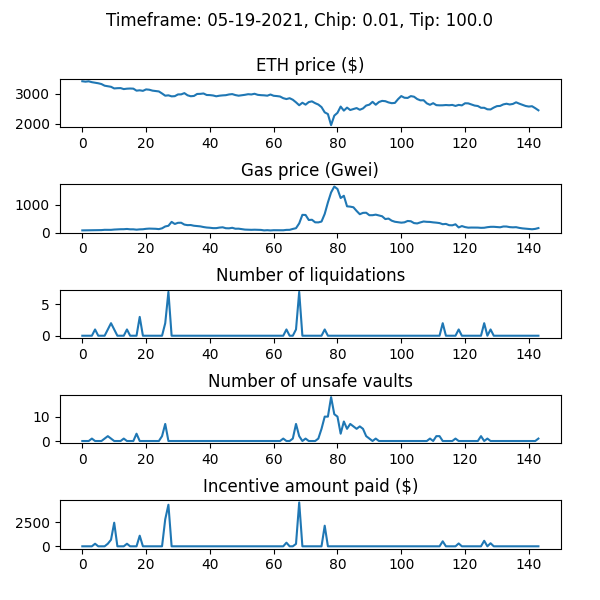 Timeframe: 05-19-2021, Chip: 0.01, Tip: 100.0
ETH price ($)
3000
2000
0 20 40 60 80 100 120 140
Gas price (Gwei)
1000
0
0 20 40 60 80 100 120 140
Number of liquidations
5
0
0 20 40 60 80 100 120 140
Number of unsafe vaults
10
0
0 20 40 60 80 100 120 140
Incentive amount paid ($)
2500
0
0 20 40 60 80 100 120 140